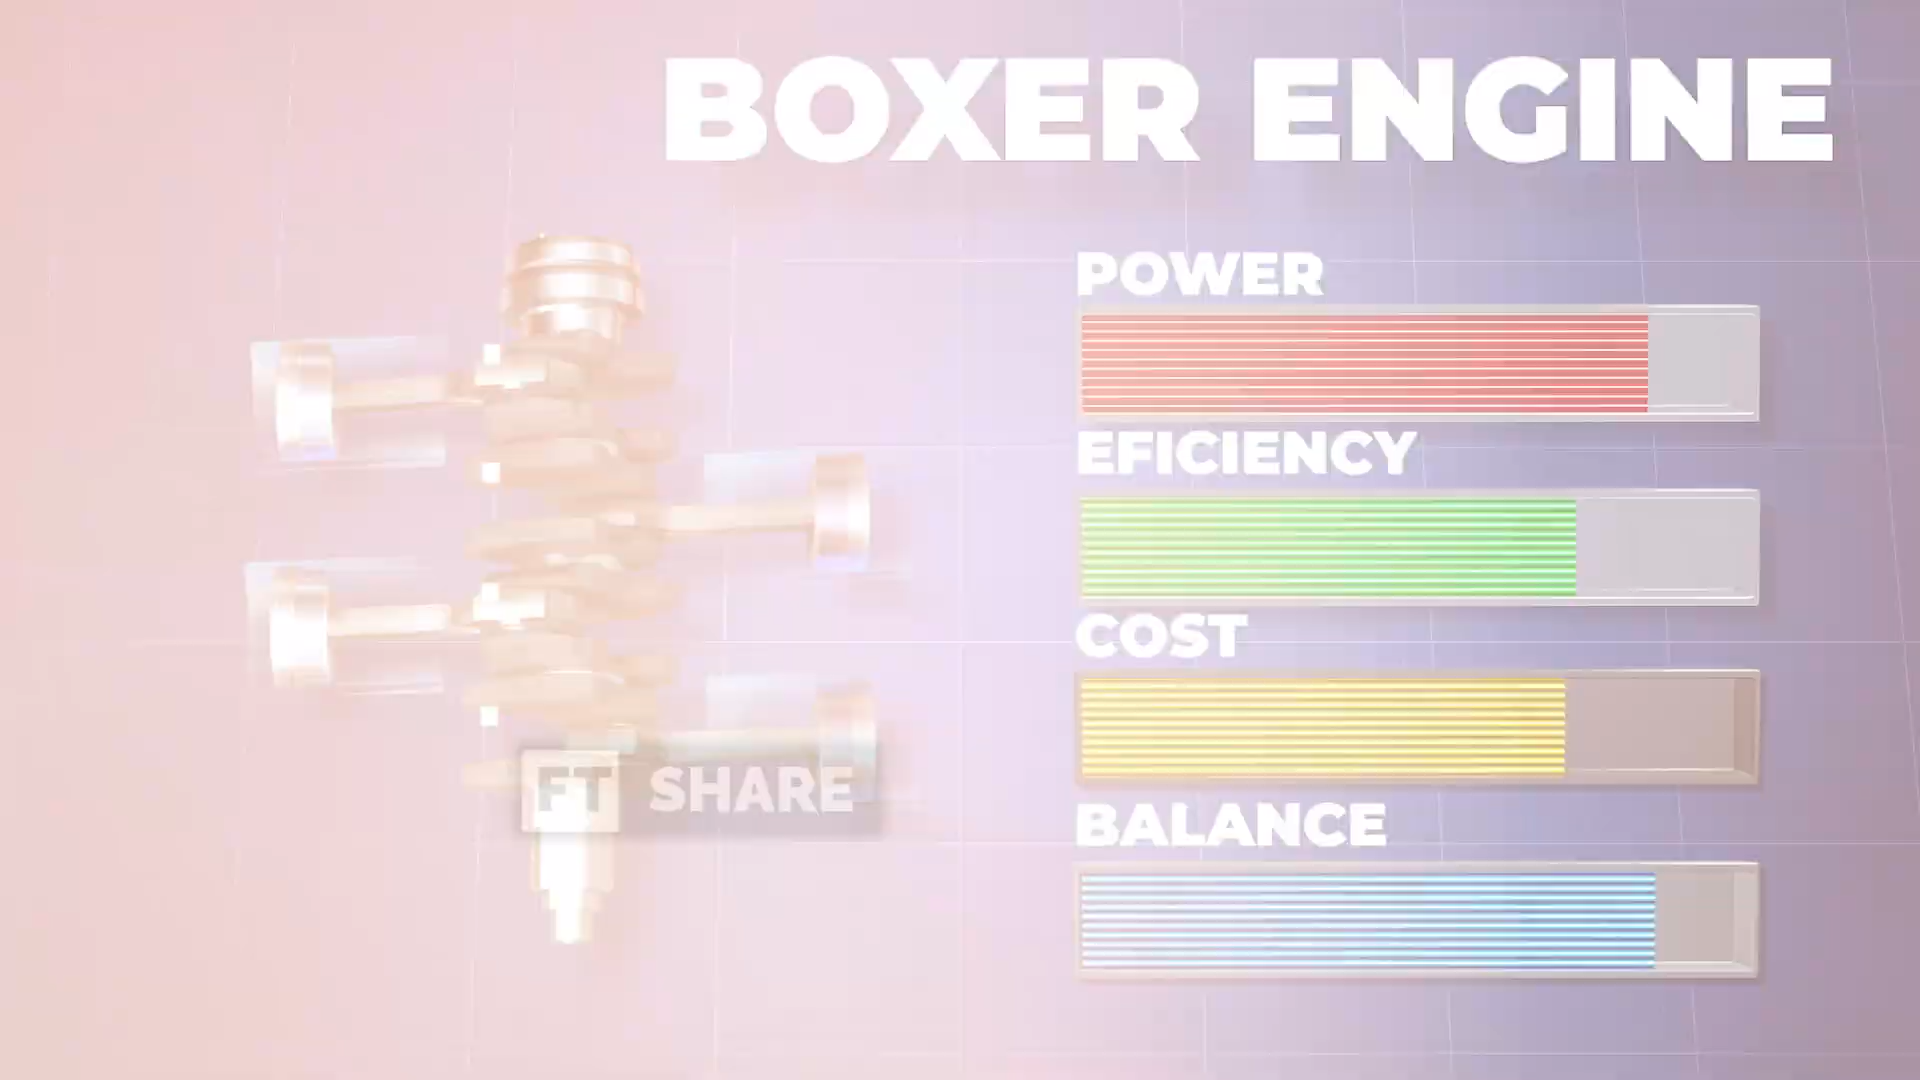 BOXER ENGINE
POWER
EFICIENCY
COST
BALANCE
FT SHARE